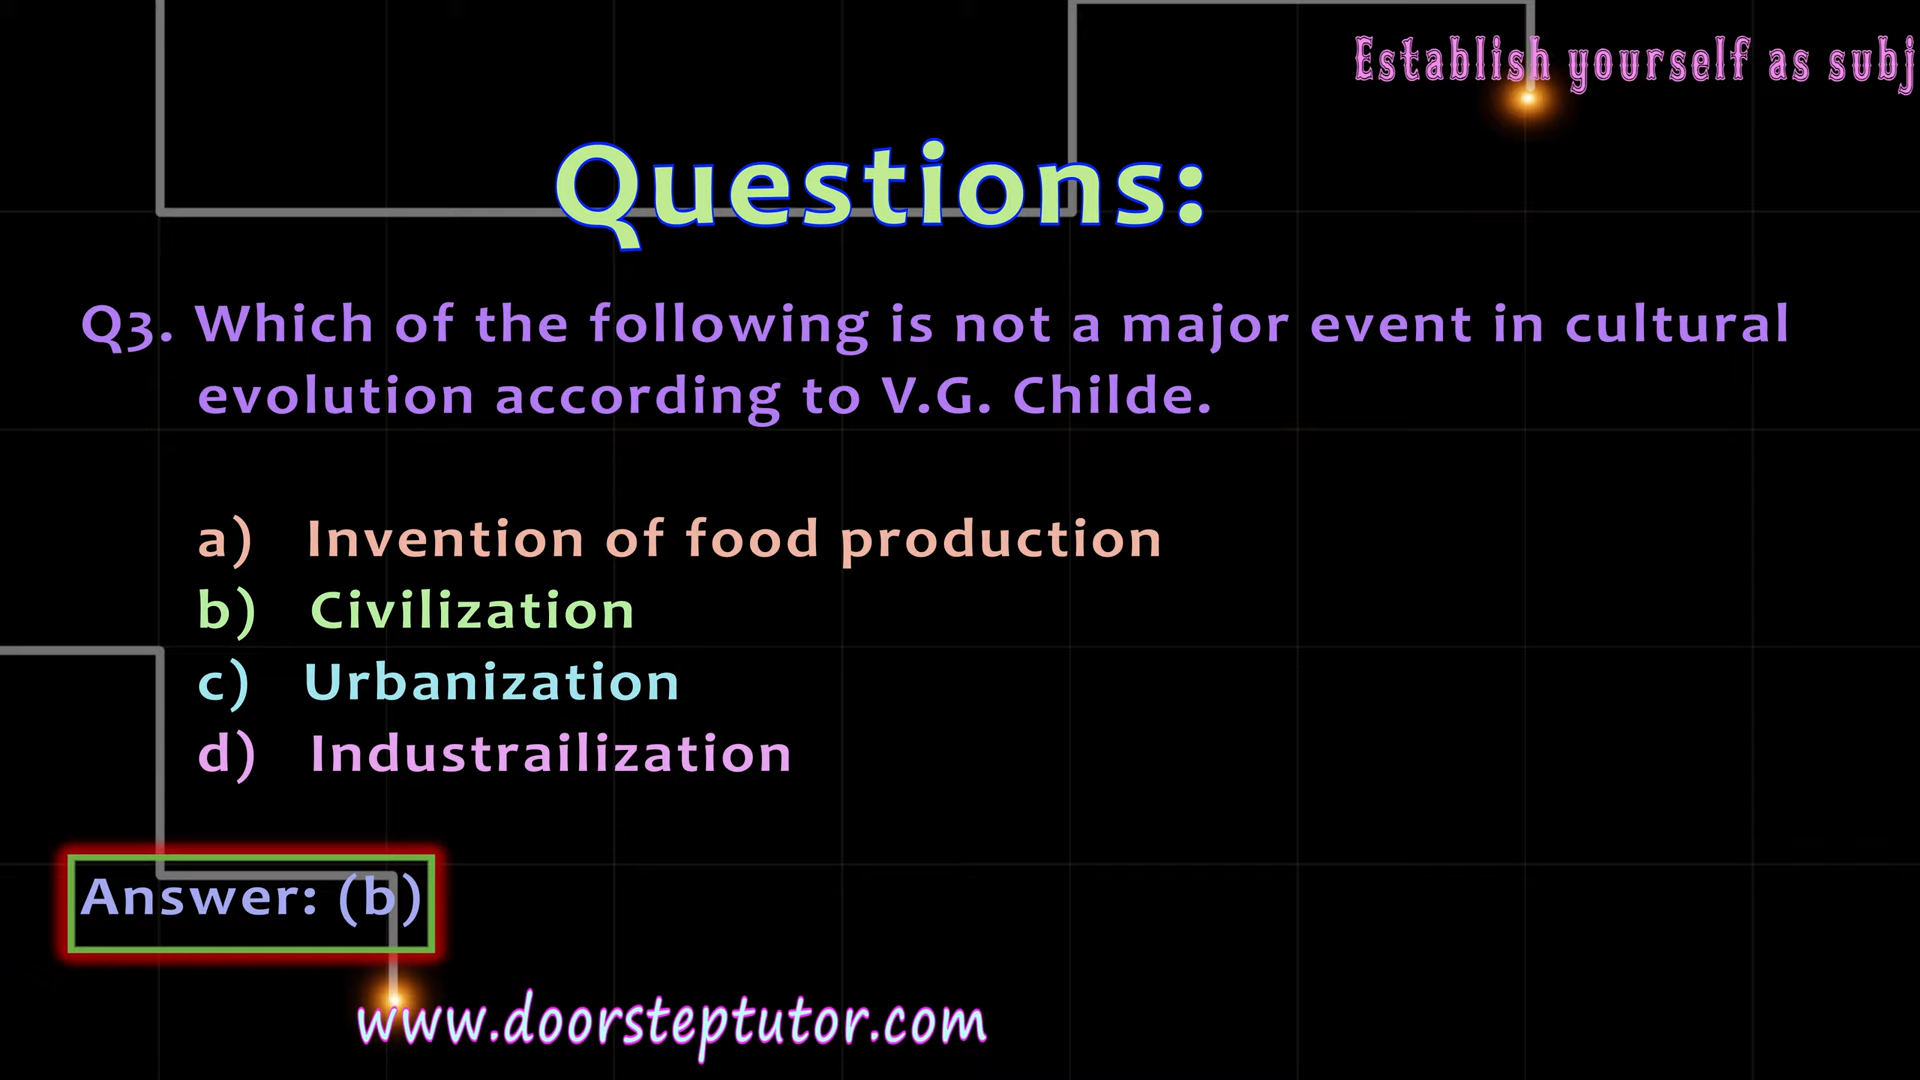 Establish yourself as subj
Questions:
Q3. Which of the following is not a major event in cultural
evolution according to V.G. Childe.
a) Invention of food production
b) Civilization
c) Urbanization
d) Industrailization
Answer: (b)
www.doorsteptutor.com